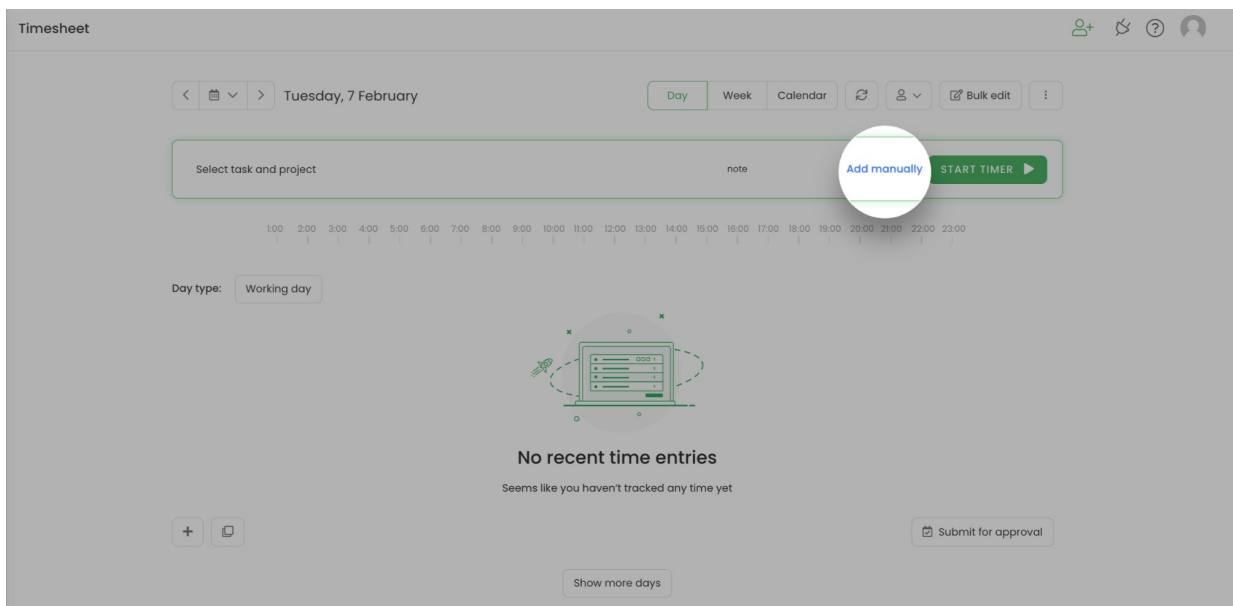 Timesheet
Tuesday, 7 February
Day Week Calendar Bulk edit
Select task and project note Add manually START TIMER
1:00 2:00 3:00 4:00 5:00 6:00 7:00 8:00 9:00 10:00 11:00 12:00 13:00 14:00 15:00 16:00 17:00 18:00 19:00 20:00 21:00 22:00 23:00
Day type: Working day
No recent time entries
Seems like you haven't tracked any time yet
Submit for approval
Show more days